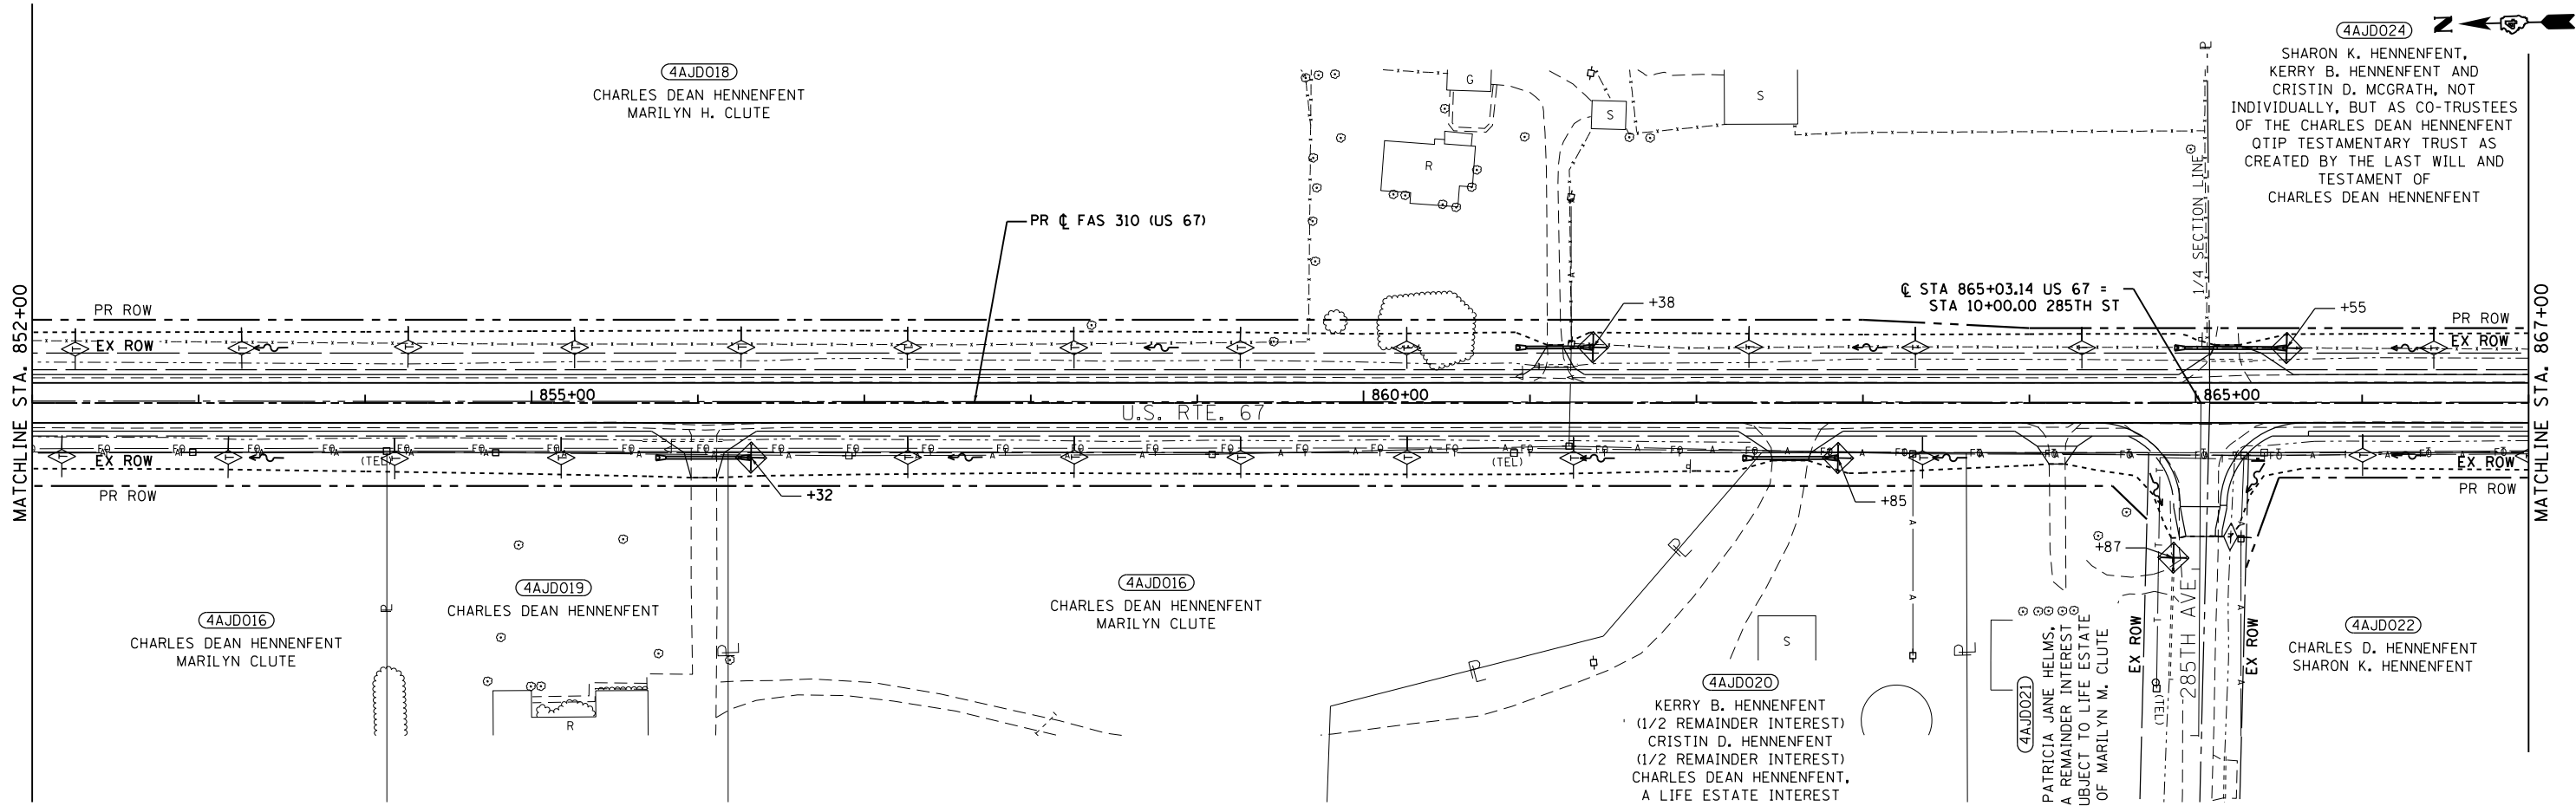 4AJD018
CHARLES DEAN HENNENFENT
MARILYN H. CLUTE
G
S
S
R
4AJD024
N
SHARON K. HENNENFENT,
KERRY B. HENNENFENT AND
CRISTIN D. MCGRATH, NOT
INDIVIDUALLY, BUT AS CO-TRUSTEES
OF THE CHARLES DEAN HENNENFENT
QTIP TESTAMENTARY TRUST AS
CREATED BY THE LAST WILL AND
TESTAMENT OF
CHARLES DEAN HENNENFENT
1/4 SECTION LINE
PR ℄ FAS 310 (US 67)
℄ STA 865+03.14 US 67 =
STA 10+00.00 285TH ST
+38
+55
MATCHLINE STA. 852+00
PR ROW
EX ROW
PR ROW
EX ROW
MATCHLINE STA. 867+00
855+00
860+00
865+00
U.S. RTE. 67
EX ROW
(TEL)
(TEL)
EX ROW
PR ROW
PR ROW
+32
+85
+87
4AJD016
CHARLES DEAN HENNENFENT
MARILYN CLUTE
4AJD019
CHARLES DEAN HENNENFENT
R
4AJD016
CHARLES DEAN HENNENFENT
MARILYN CLUTE
S
4AJD020
KERRY B. HENNENFENT
(1/2 REMAINDER INTEREST)
CRISTIN D. HENNENFENT
(1/2 REMAINDER INTEREST)
CHARLES DEAN HENNENFENT,
A LIFE ESTATE INTEREST
4AJD021
PATRICIA JANE HELMS,
A REMAINDER INTEREST
UBJECT TO LIFE ESTATE
OF MARILYN M. CLUTE
EX ROW
(TEL)
285TH AVE
EX ROW
4AJD022
CHARLES D. HENNENFENT
SHARON K. HENNENFENT